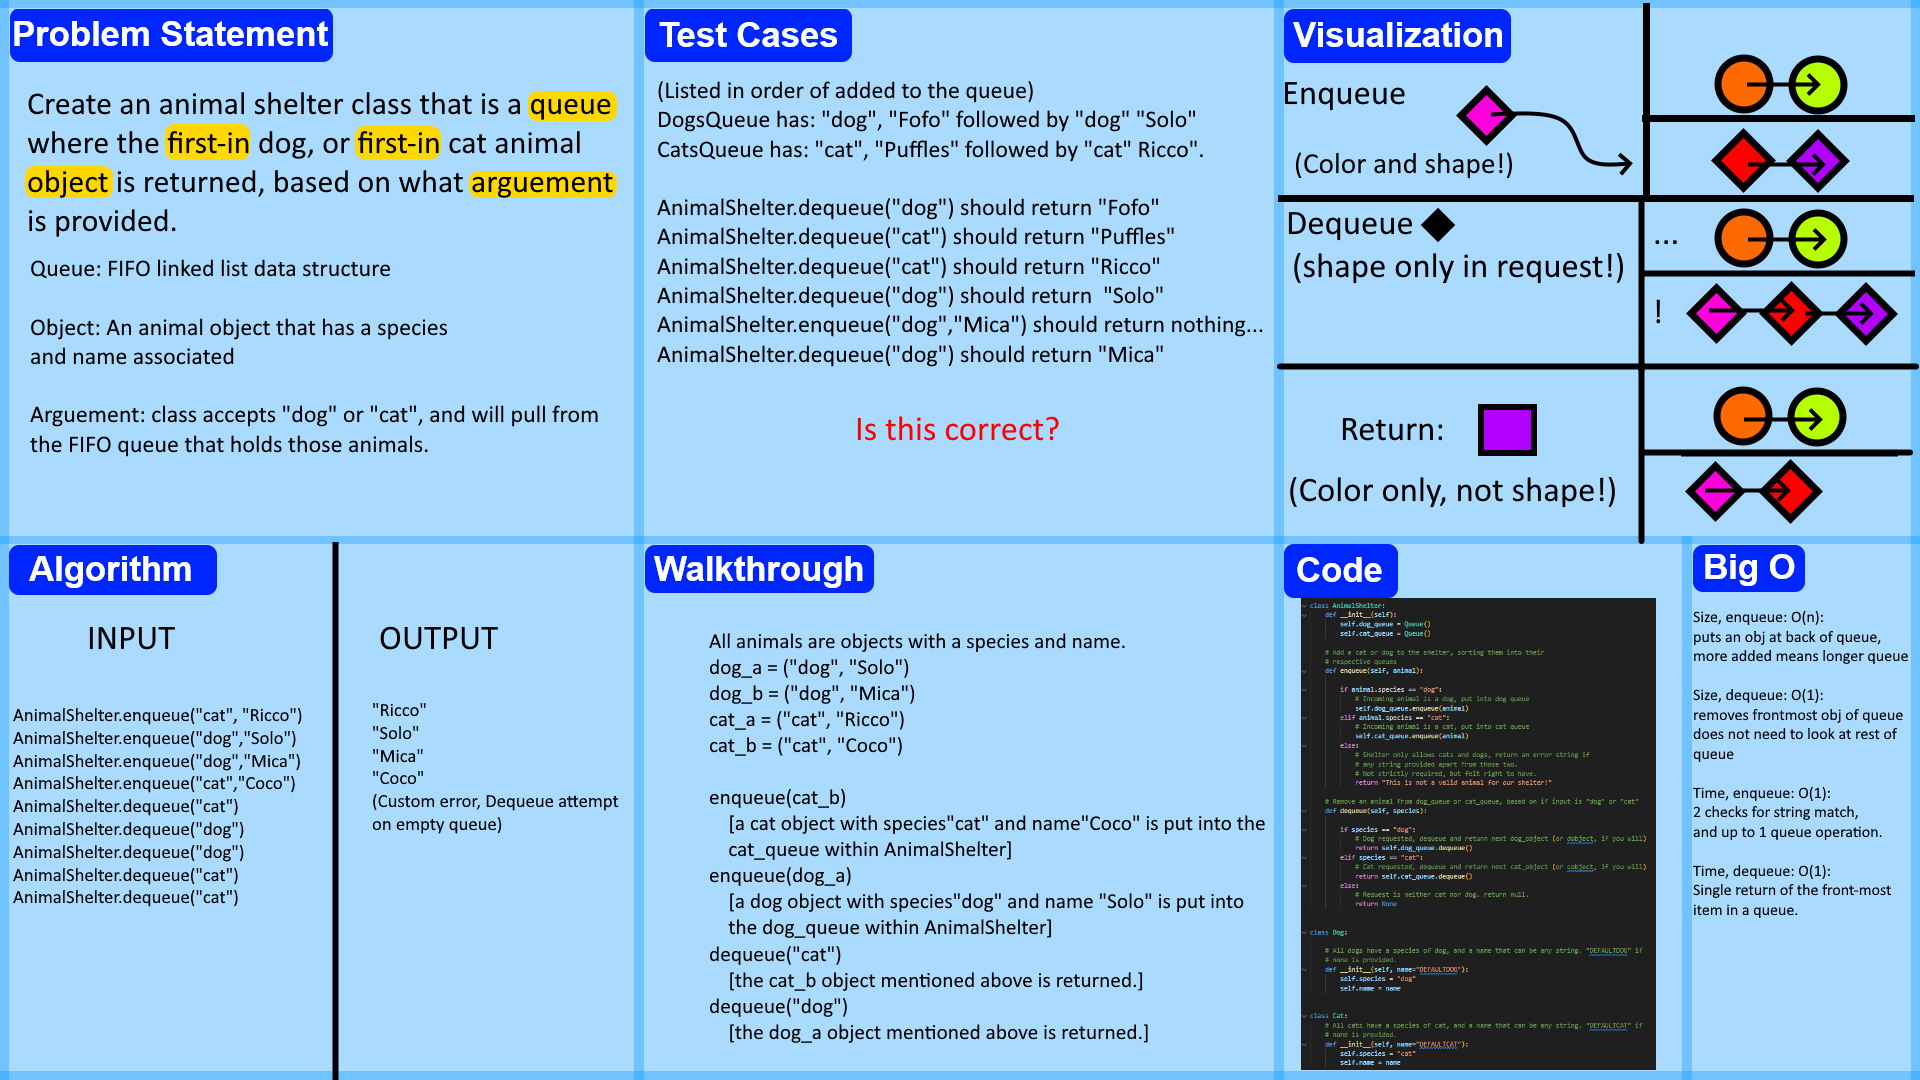 Problem Statement
Create an animal shelter class that is a queue
where the first-in dog, or first-in cat animal
object is returned, based on what arguement
is provided.
Queue: FIFO linked list data structure
Object: An animal object that has a species
and name associated
Arguement: class accepts "dog" or "cat", and will pull from
the FIFO queue that holds those animals.
Test Cases
(Listed in order of added to the queue)
DogsQueue has: "dog", "Fofo" followed by "dog" "Solo"
CatsQueue has: "cat", "Puffles" followed by "cat" Ricco".
AnimalShelter.dequeue("dog") should return "Fofo"
AnimalShelter.dequeue("cat") should return "Puffles"
AnimalShelter.dequeue("cat") should return "Ricco"
AnimalShelter.dequeue("dog") should return  "Solo"
AnimalShelter.enqueue("dog","Mica") should return nothing...
AnimalShelter.dequeue("dog") should return "Mica"
Is this correct?
Visualization
Enqueue
(Color and shape!)
Dequeue
(shape only in request!)
...
!
Return:
(Color only, not shape!)
Algorithm
INPUT
AnimalShelter.enqueue("cat", "Ricco")
AnimalShelter.enqueue("dog","Solo")
AnimalShelter.enqueue("dog","Mica")
AnimalShelter.enqueue("cat","Coco")
AnimalShelter.dequeue("cat")
AnimalShelter.dequeue("dog")
AnimalShelter.dequeue("dog")
AnimalShelter.dequeue("cat")
AnimalShelter.dequeue("cat")
OUTPUT
"Ricco"
"Solo"
"Mica"
"Coco"
(Custom error, Dequeue attempt
on empty queue)
Walkthrough
All animals are objects with a species and name.
dog_a = ("dog", "Solo")
dog_b = ("dog", "Mica")
cat_a = ("cat", "Ricco")
cat_b = ("cat", "Coco")
enqueue(cat_b)
[a cat object with species"cat" and name"Coco" is put into the
cat_queue within AnimalShelter]
enqueue(dog_a)
[a dog object with species"dog" and name "Solo" is put into
the dog_queue within AnimalShelter]
dequeue("cat")
[the cat_b object mentioned above is returned.]
dequeue("dog")
[the dog_a object mentioned above is returned.]
Code
class AnimalShelter:
def __init__(self):
self.dog_queue = Queue()
self.cat_queue = Queue()
# Add a cat or dog to the shelter, sorting them into their
# respective queues
def enqueue(self, animal):
if animal.species == "dog":
# Incoming animal is a dog, put into dog queue
self.dog_queue.enqueue(animal)
elif animal.species == "cat":
# Incoming animal is a cat, put into cat queue
self.cat_queue.enqueue(animal)
else:
# Shelter only allows cats and dogs, return an error string if
# any string provided apart from those two.
# Not strictly required, but felt right to have.
return "This is not a valid animal for our shelter!"
# Remove an animal from dog_queue or cat_queue, based on if input is "dog" or "cat"
def dequeue(self, species):
if species == "dog":
# Dog requested, dequeue and return next dog_object (or dobject, if you will)
return self.dog_queue.dequeue()
elif species == "cat":
# Cat requested, dequeue and return next cat_object (or cobject, if you will)
return self.cat_queue.dequeue()
else:
# Request is neither cat nor dog. return null.
return None
class Dog:
# All dogs have a species of dog, and a name that can be any string. "DEFAULTDOG" if
# none is provided.
def __init__(self, name="DEFAULTDOG"):
self.species = "dog"
self.name = name
class Cat:
# All cats have a species of cat, and a name that can be any string. "DEFAULTCAT" if
# none is provided.
def __init__(self, name="DEFAULTCAT"):
self.species = "cat"
self.name = name
Big O
Size, enqueue: O(n):
puts an obj at back of queue,
more added means longer queue
Size, dequeue: O(1):
removes frontmost obj of queue
does not need to look at rest of
queue
Time, enqueue: O(1):
2 checks for string match,
and up to 1 queue operation.
Time, dequeue: O(1):
Single return of the front-most
item in a queue.